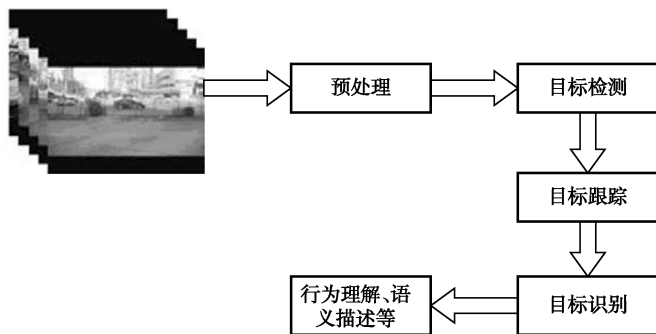 预处理
目标检测
目标跟踪
目标识别
行为理解、语
义描述等